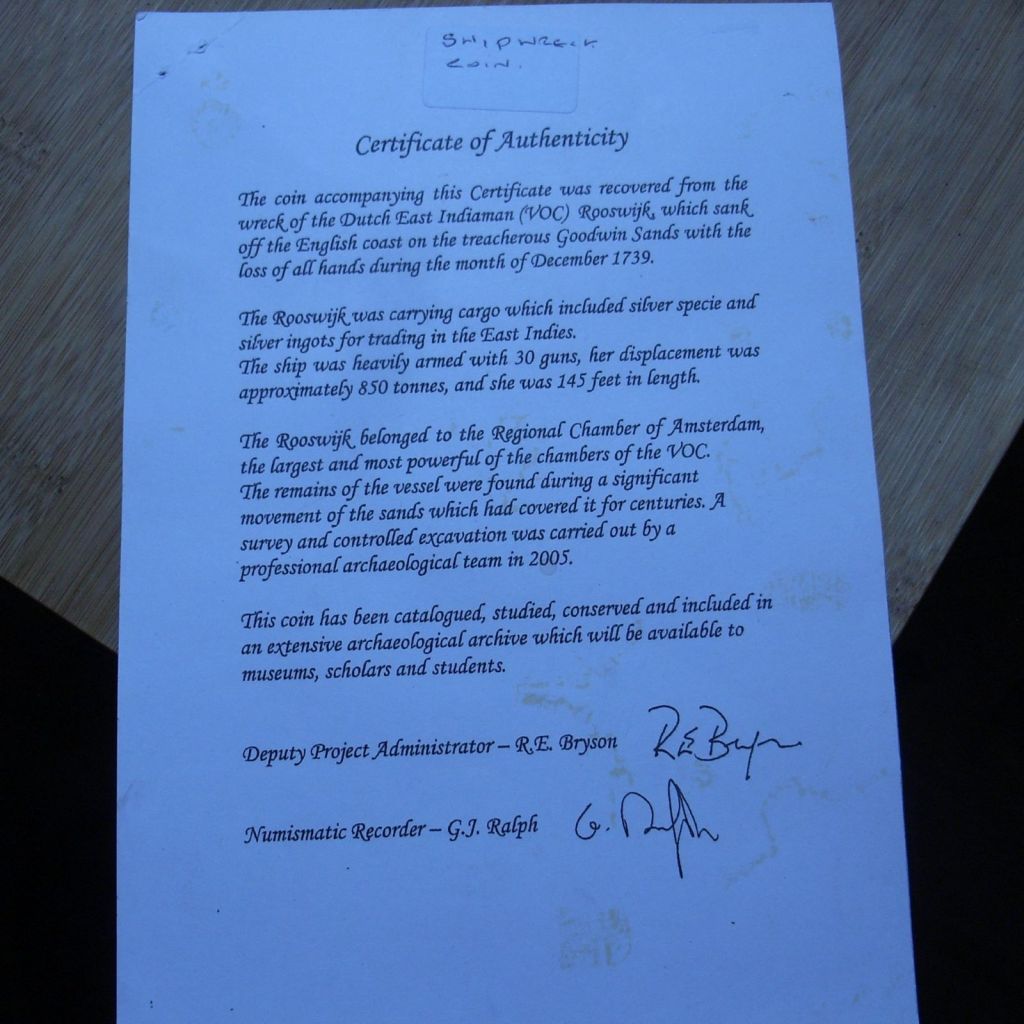 SHIPWRECK
COIN.
Certificate of Authenticity
The coin accompanying this Certificate was recovered from the
wreck of the Dutch East Indiaman (VOC) Rooswijk, which sank
off the English coast on the treacherous Goodwin Sands with the
loss of all hands during the month of December 1739.
The Rooswijk was carrying cargo which included silver specie and
silver ingots for trading in the East Indies.
The ship was heavily armed with 30 guns, her displacement was
approximately 850 tonnes, and she was 145 feet in length.
The Rooswijk belonged to the Regional Chamber of Amsterdam,
the largest and most powerful of the chambers of the VOC.
The remains of the vessel were found during a significant
movement of the sands which had covered it for centuries. A
survey and controlled excavation was carried out by a
professional archaeological team in 2005.
This coin has been catalogued, studied, conserved and included in
an extensive archaeological archive which will be available to
museums, scholars and students.
Deputy Project Administrator – R.E. Bryson RE Bryson
Numismatic Recorder – G.J. Ralph G. Ralph